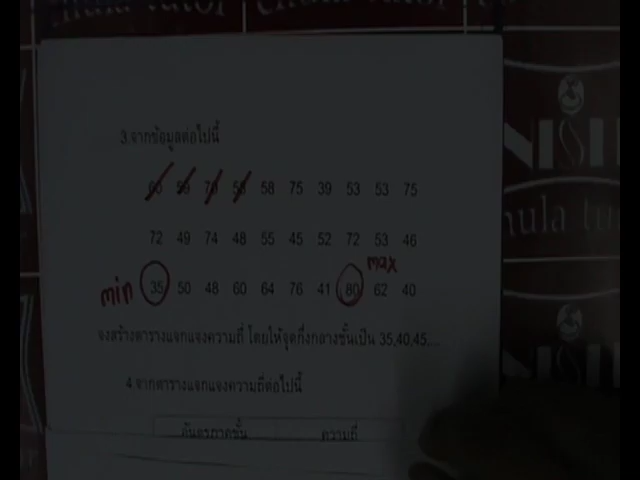 3.จากข้อมูลต่อไปนี้
60 59 70 58 75 39 53 53 75
72 49 74 48 55 45 52 72 53 46
max
min 35 50 48 60 64 76 41 80 62 40
จงสร้างตารางแจกแจงความถี่ โดยให้จุดกึ่งกลางชั้นเป็น 35,40,45....
4.จากตารางแจกแจงความถี่ต่อไปนี้
อันตรภาคชั้น ความถี่
NISIT
hula tu